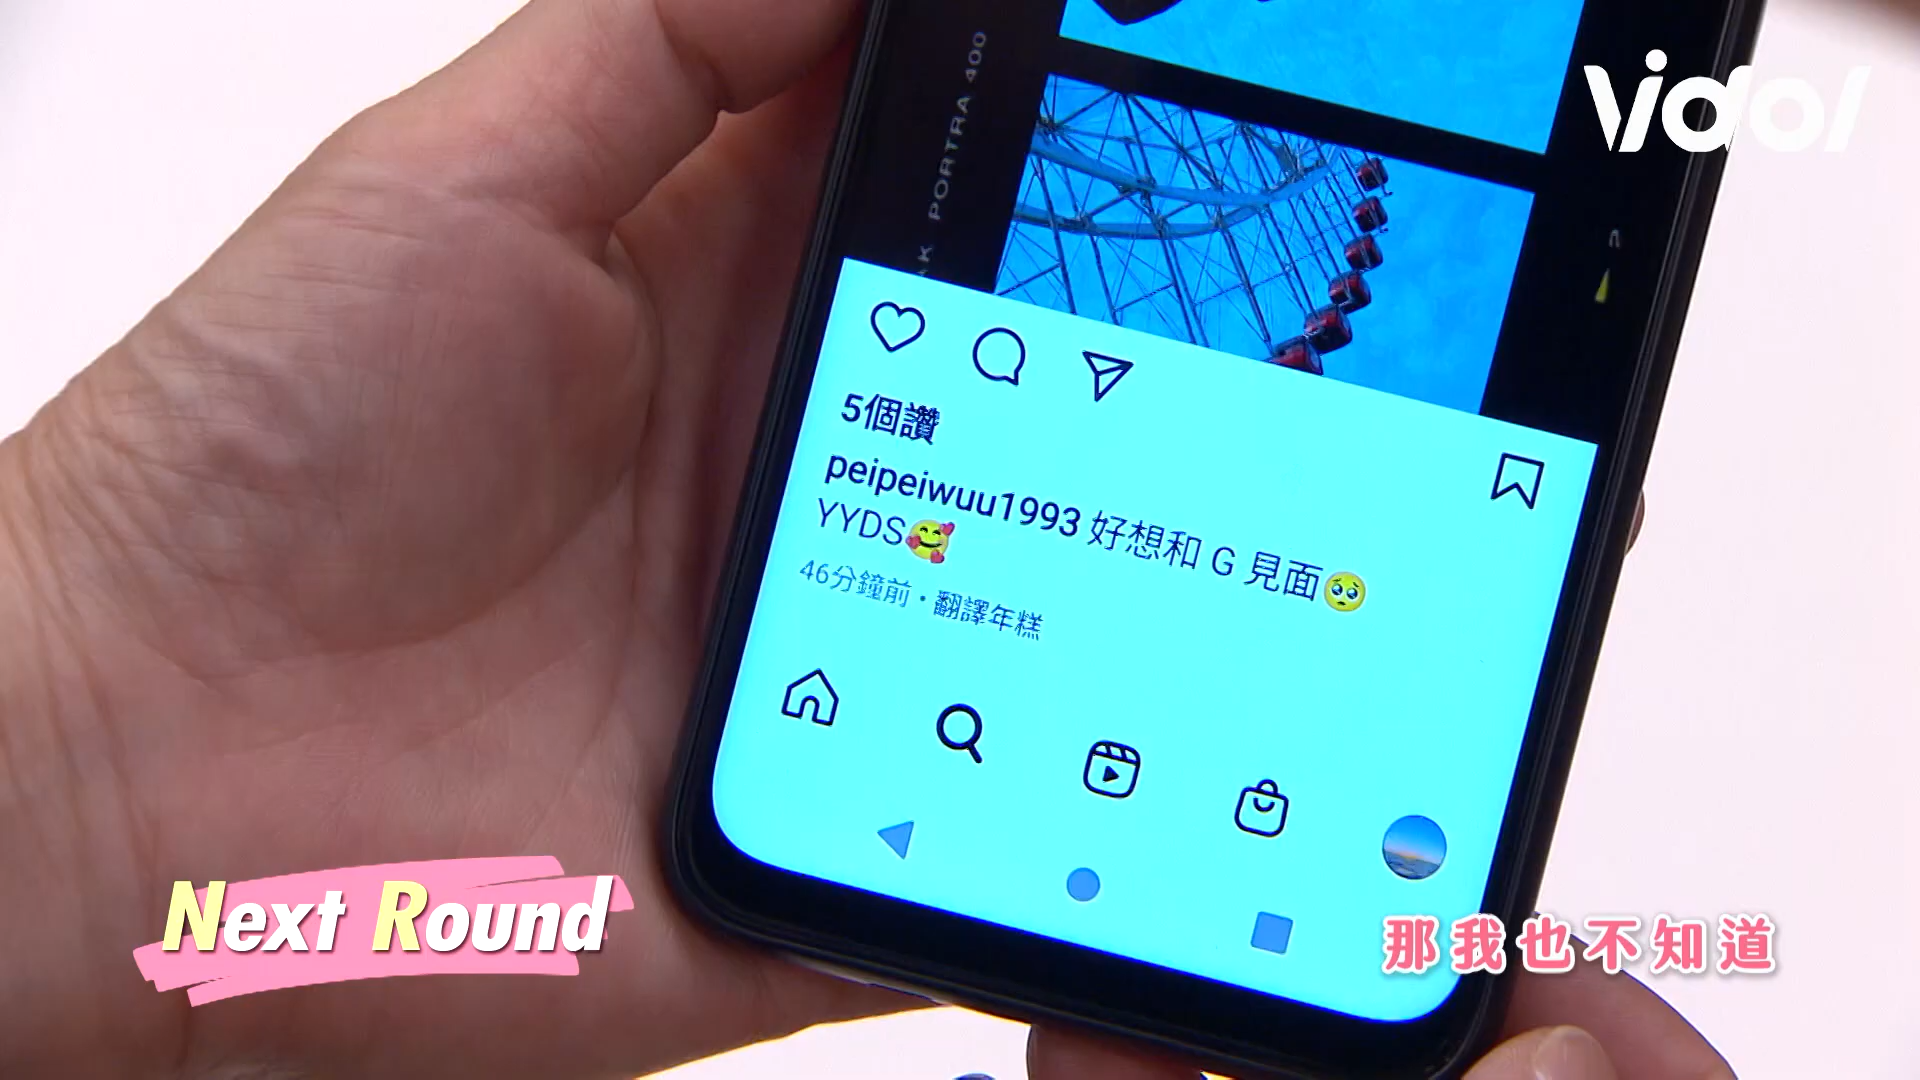 Vidol
PORTRA 400
5個讚
peipeiwuu1993 好想和 G 見面🥺
YYDS🥰
46分鐘前・翻譯年糕
Next Round
那我也不知道